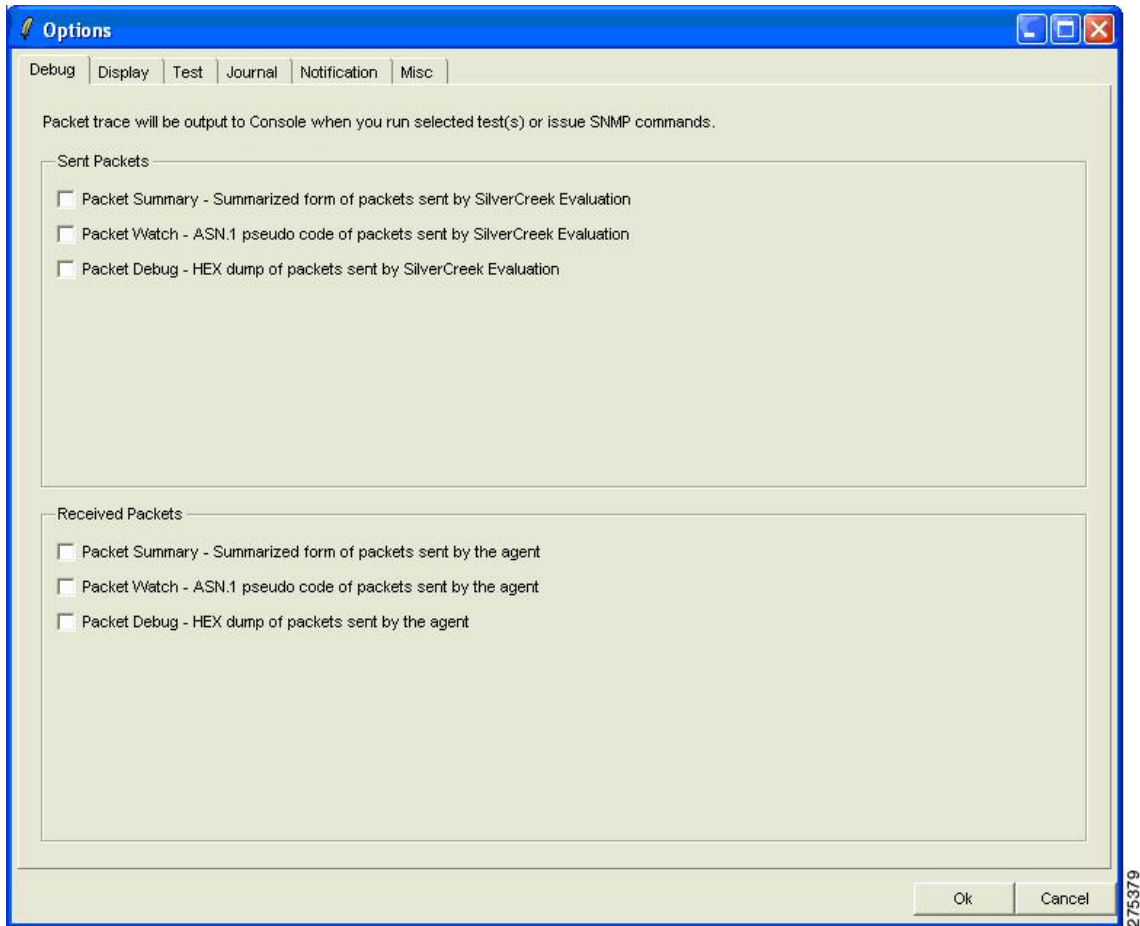 Options
Debug Display Test Journal Notification Misc
Packet trace will be output to Console when you run selected test(s) or issue SNMP commands.
Sent Packets
Packet Summary - Summarized form of packets sent by SilverCreek Evaluation
Packet Watch - ASN.1 pseudo code of packets sent by SilverCreek Evaluation
Packet Debug - HEX dump of packets sent by SilverCreek Evaluation
Received Packets
Packet Summary - Summarized form of packets sent by the agent
Packet Watch - ASN.1 pseudo code of packets sent by the agent
Packet Debug - HEX dump of packets sent by the agent
Ok Cancel
275379